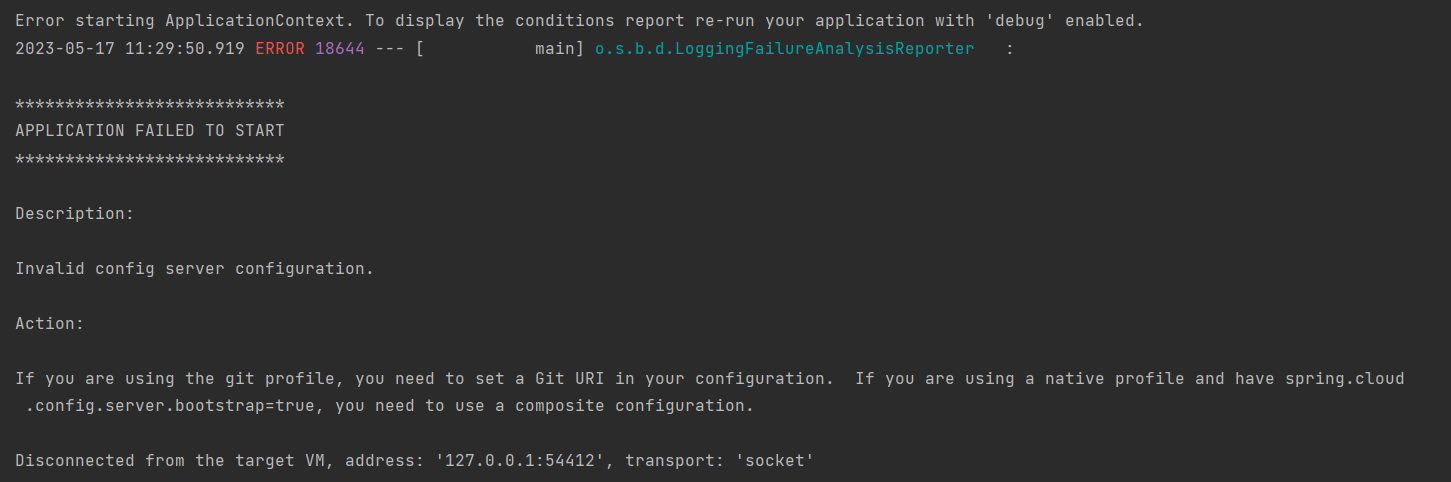 Error starting ApplicationContext. To display the conditions report re-run your application with 'debug' enabled.
2023-05-17 11:29:50.919 ERROR 18644 --- [           main] o.s.b.d.LoggingFailureAnalysisReporter   :
***************************
APPLICATION FAILED TO START
***************************
Description:
Invalid config server configuration.
Action:
If you are using the git profile, you need to set a Git URI in your configuration.  If you are using a native profile and have spring.cloud
.config.server.bootstrap=true, you need to use a composite configuration.
Disconnected from the target VM, address: '127.0.0.1:54412', transport: 'socket'